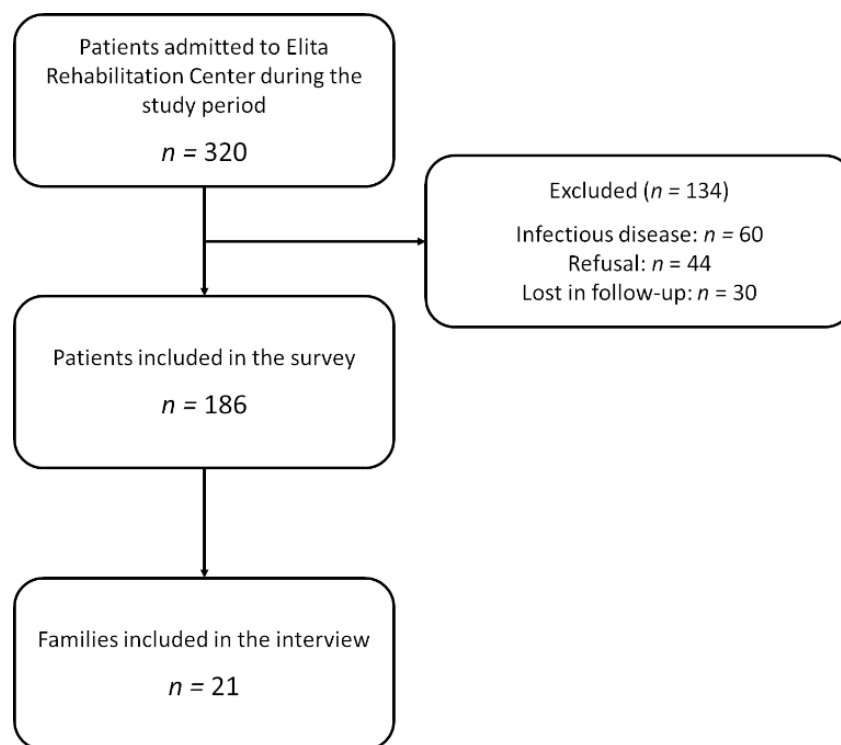 Patients admitted to Elita
Rehabilitation Center during the
study period
n = 320
Excluded (n = 134)
Infectious disease: n = 60
Refusal: n = 44
Lost in follow-up: n = 30
Patients included in the survey
n = 186
Families included in the interview
n = 21